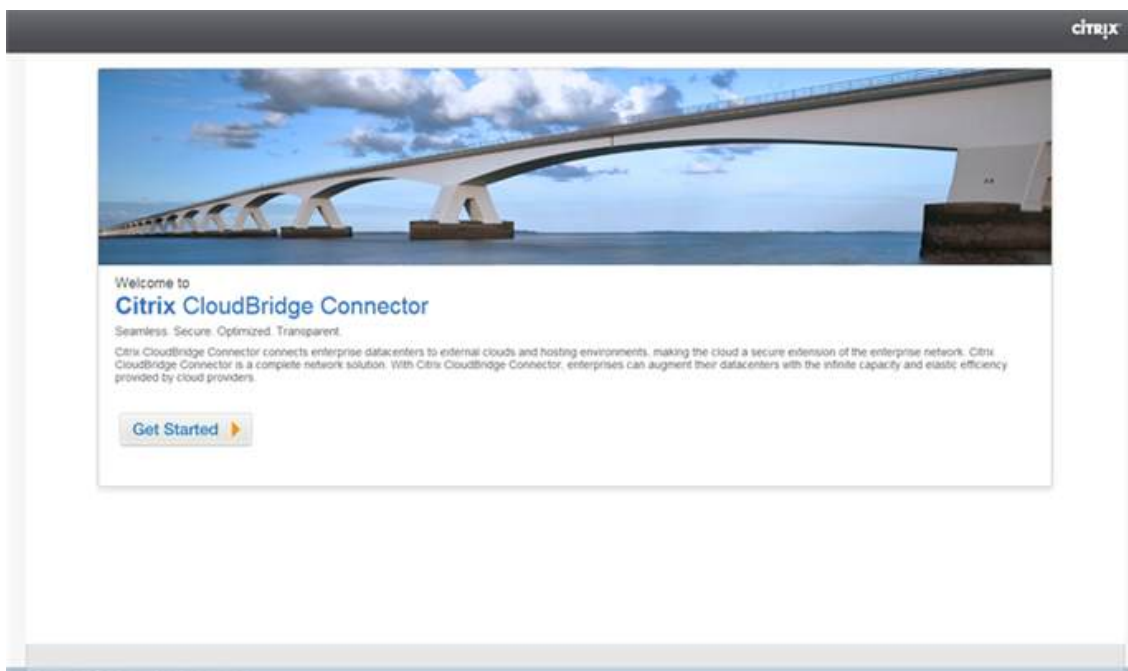 CİTRIX
Welcome to
Citrix CloudBridge Connector
Seamless. Secure. Optimized. Transparent.
Citrix CloudBridge Connector connects enterprise datacenters to external clouds and hosting environments, making the cloud a secure extension of the enterprise network. Citrix
CloudBridge Connector is a complete network solution. With Citrix CloudBridge Connector, enterprises can augment their datacenters with the infinite capacity and elastic efficiency
provided by cloud providers.
Get Started